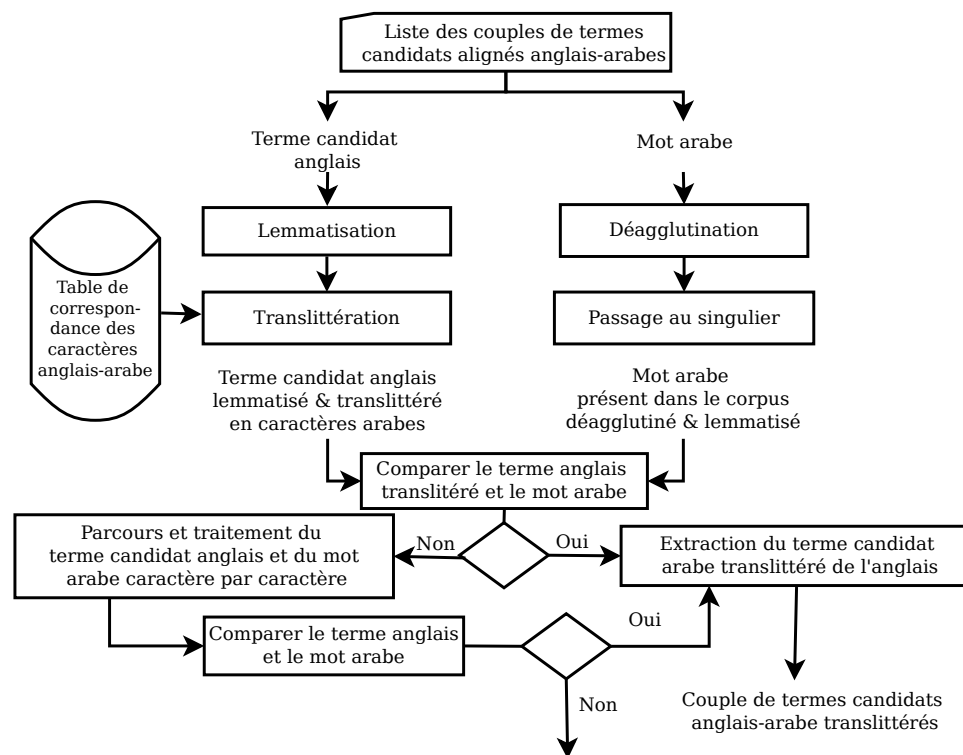 Liste des couples de termes
candidats alignés anglais-arabes
Terme candidat
anglais
Mot arabe
Lemmatisation
Déagglutination
Table de
correspon-
dance des
caractères
anglais-arabe
Translittération
Passage au singulier
Terme candidat anglais
lemmatisé & translittéré
en caractères arabes
Mot arabe
présent dans le corpus
déagglutiné & lemmatisé
Comparer le terme anglais
translitéré et le mot arabe
Parcours et traitement du
terme candidat anglais et du mot
arabe caractère par caractère
Non
Oui
Extraction du terme candidat
arabe translittéré de l'anglais
Comparer le terme anglais
et le mot arabe
Oui
Non
Couple de termes candidats
anglais-arabe translittérés